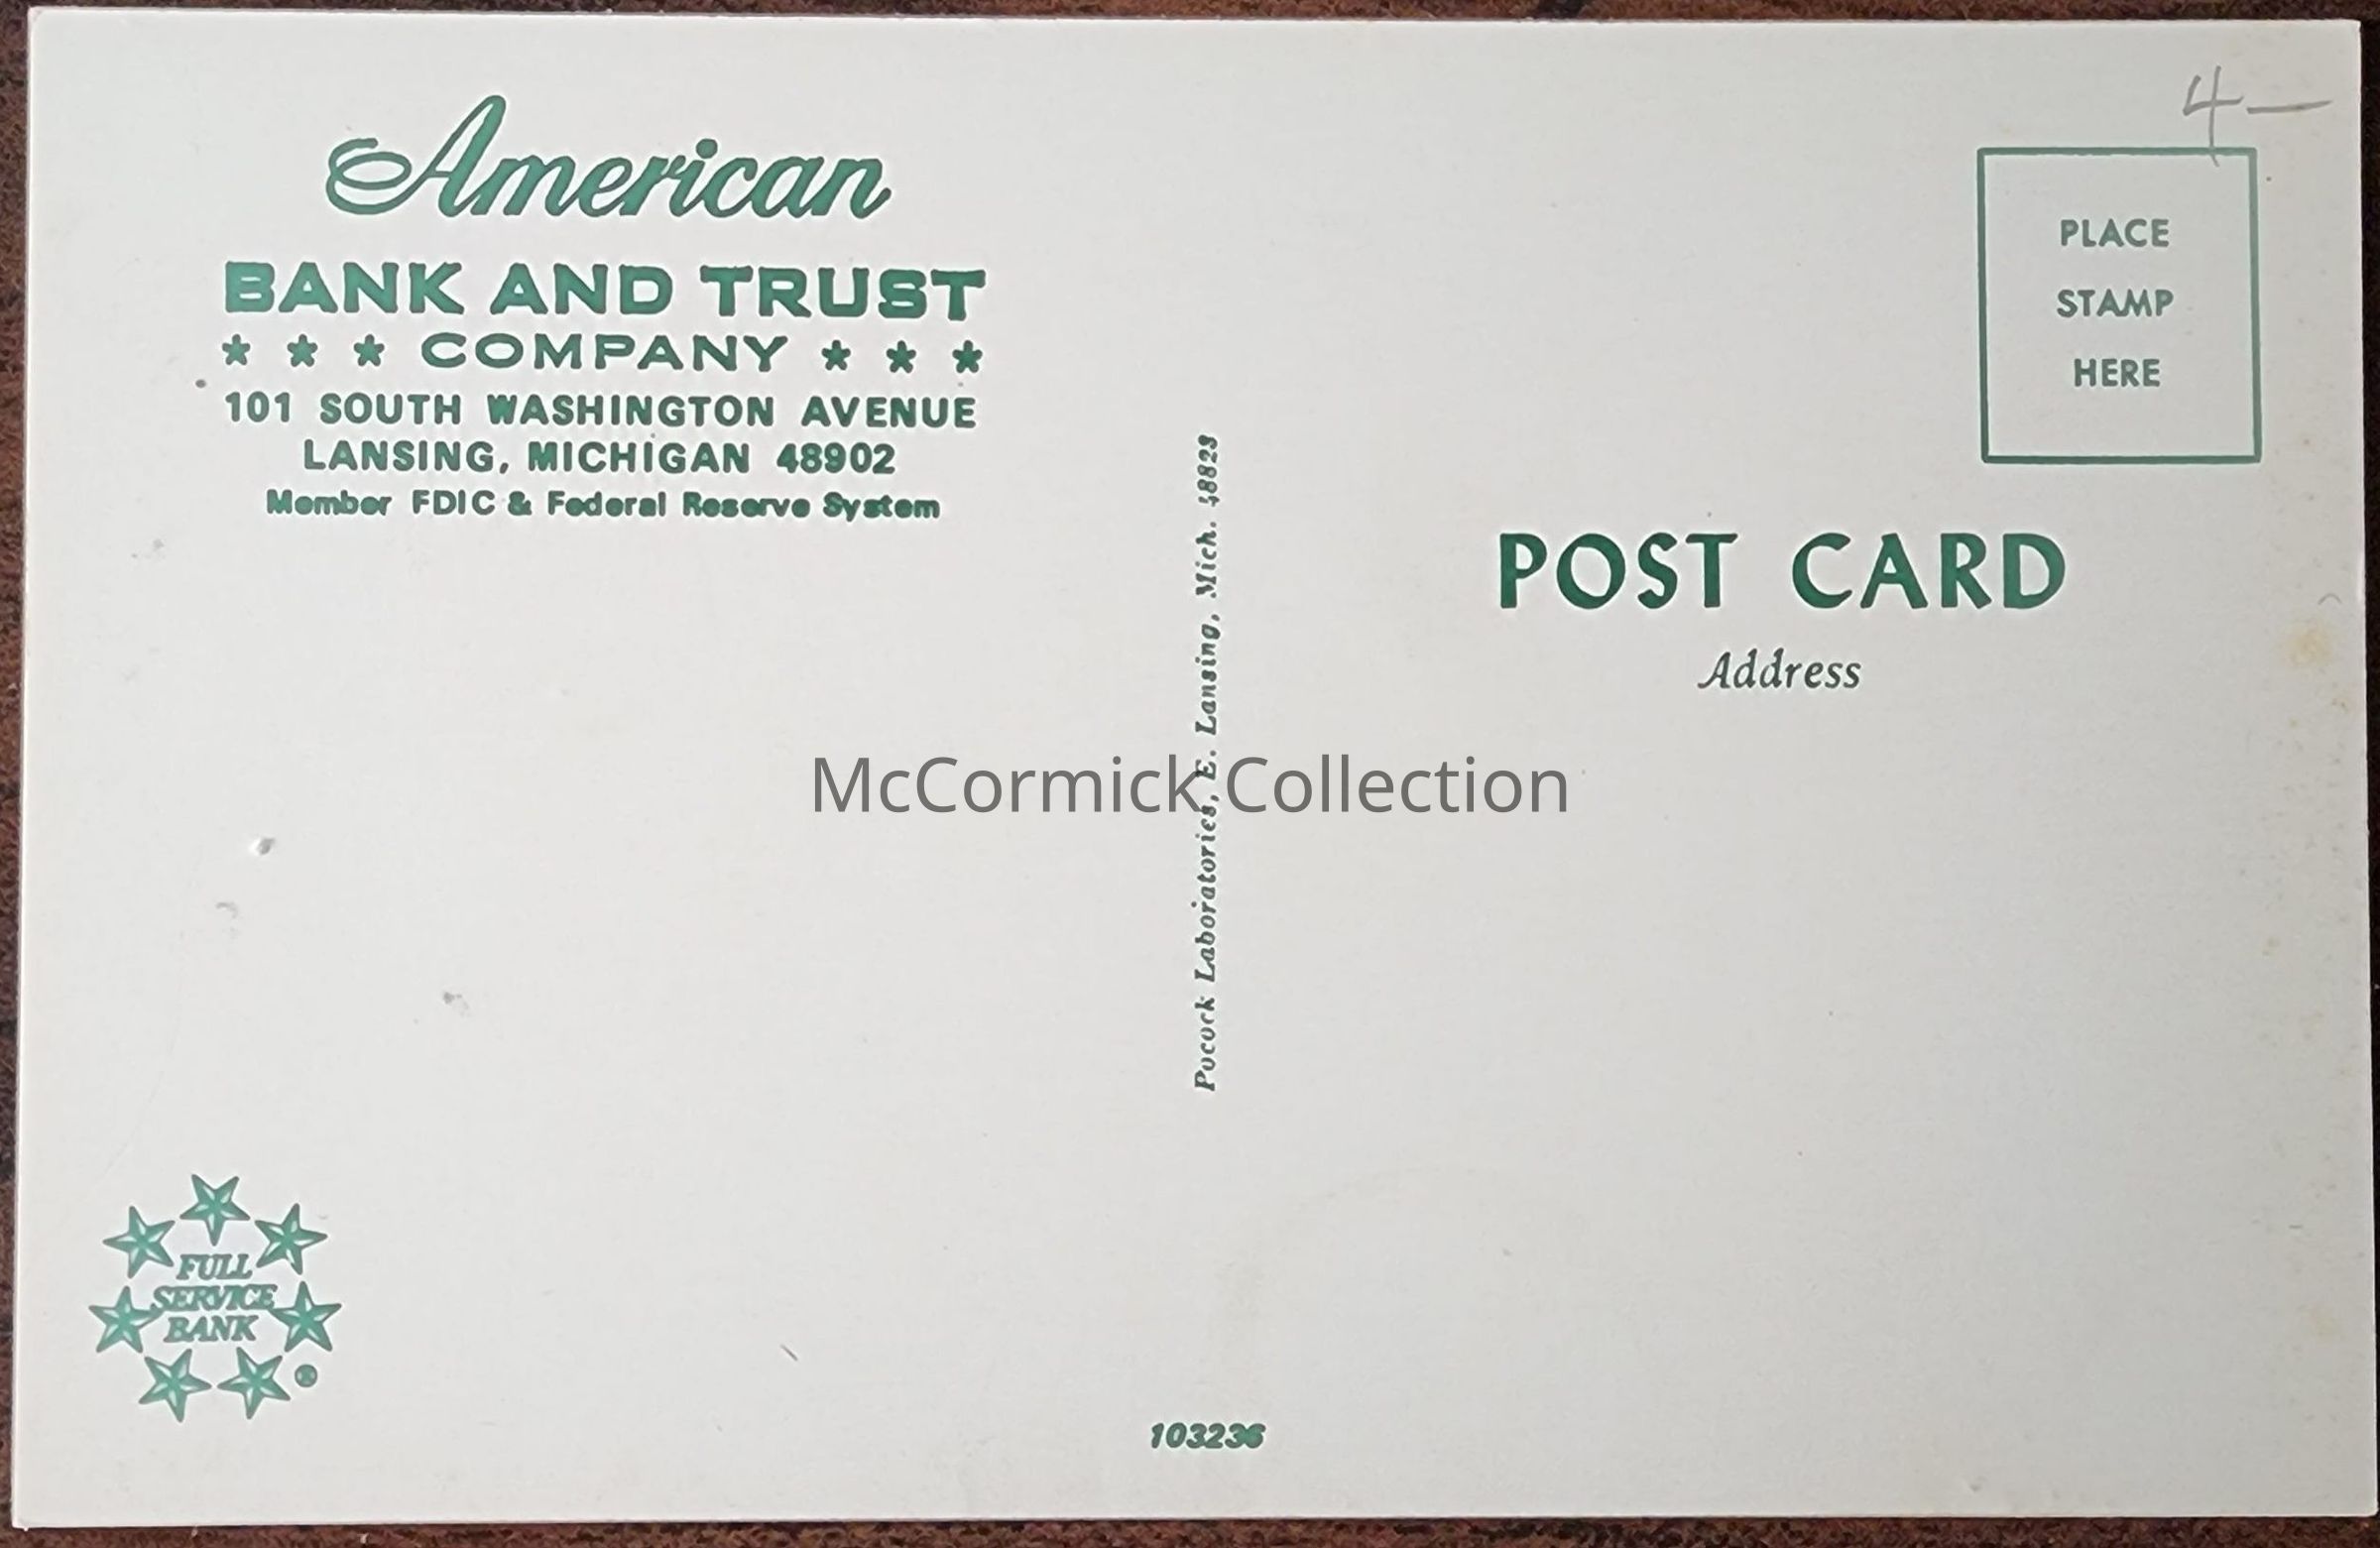 American
BANK AND TRUST
* * * COMPANY * * *
101 SOUTH WASHINGTON AVENUE
LANSING, MICHIGAN 48902
Member FDIC & Federal Reserve System
FULL
SERVICE
BANK
®
Pocock Laboratories, E. Lansing, Mich. 48823
103236
4—
PLACE
STAMP
HERE
POST CARD
Address
McCormick Collection